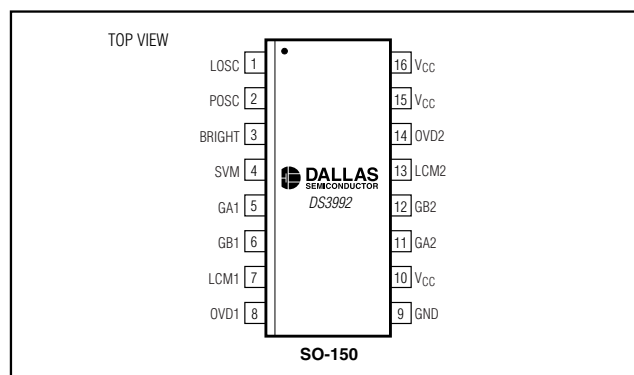 TOP VIEW
LOSC 1
POSC 2
BRIGHT 3
SVM 4
GA1 5
GB1 6
LCM1 7
OVD1 8
DALLAS
SEMICONDUCTOR
DS3992
16 VCC
15 VCC
14 OVD2
13 LCM2
12 GB2
11 GA2
10 VCC
9 GND
SO-150